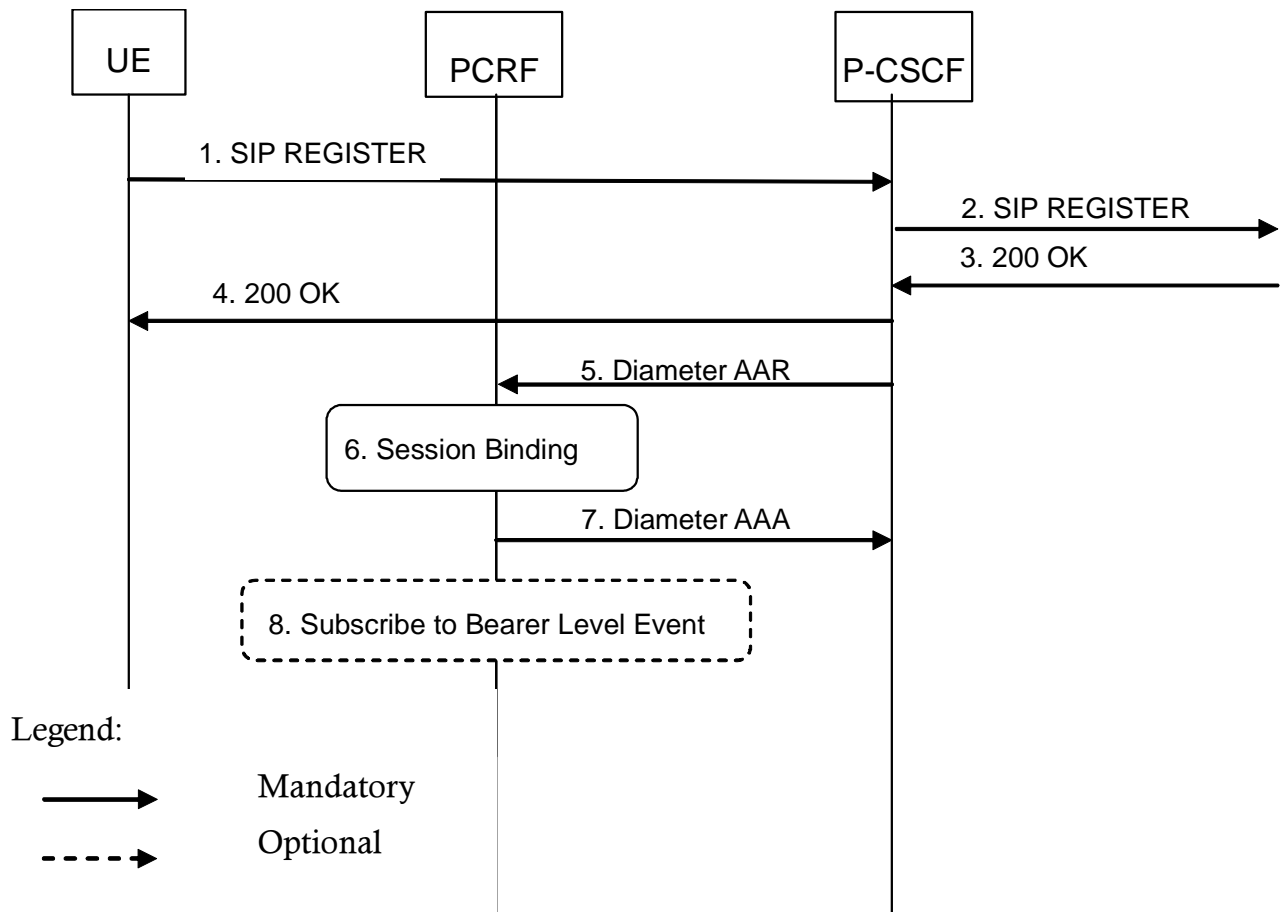 UE
PCRF
P-CSCF
1. SIP REGISTER
2. SIP REGISTER
3. 200 OK
4. 200 OK
5. Diameter AAR
6. Session Binding
7. Diameter AAA
8. Subscribe to Bearer Level Event
Legend:
Mandatory
Optional